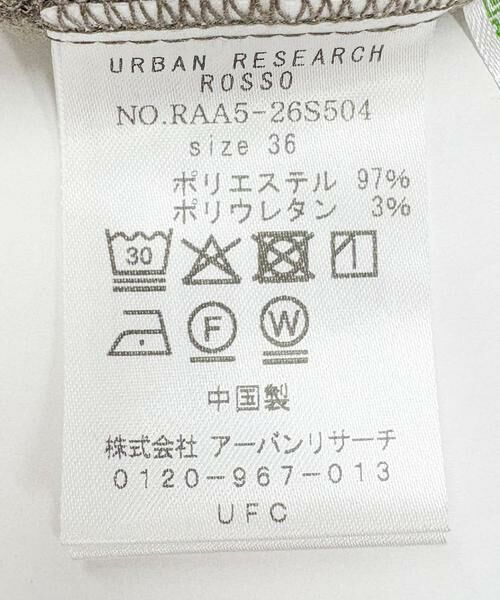 URBAN RESEARCH
ROSSO
NO.RAA5-26S504
size 36
ポリエステル 97%
ポリウレタン 3%
30
F W
中国製
株式会社 アーバンリサーチ
0120-967-013
UFC